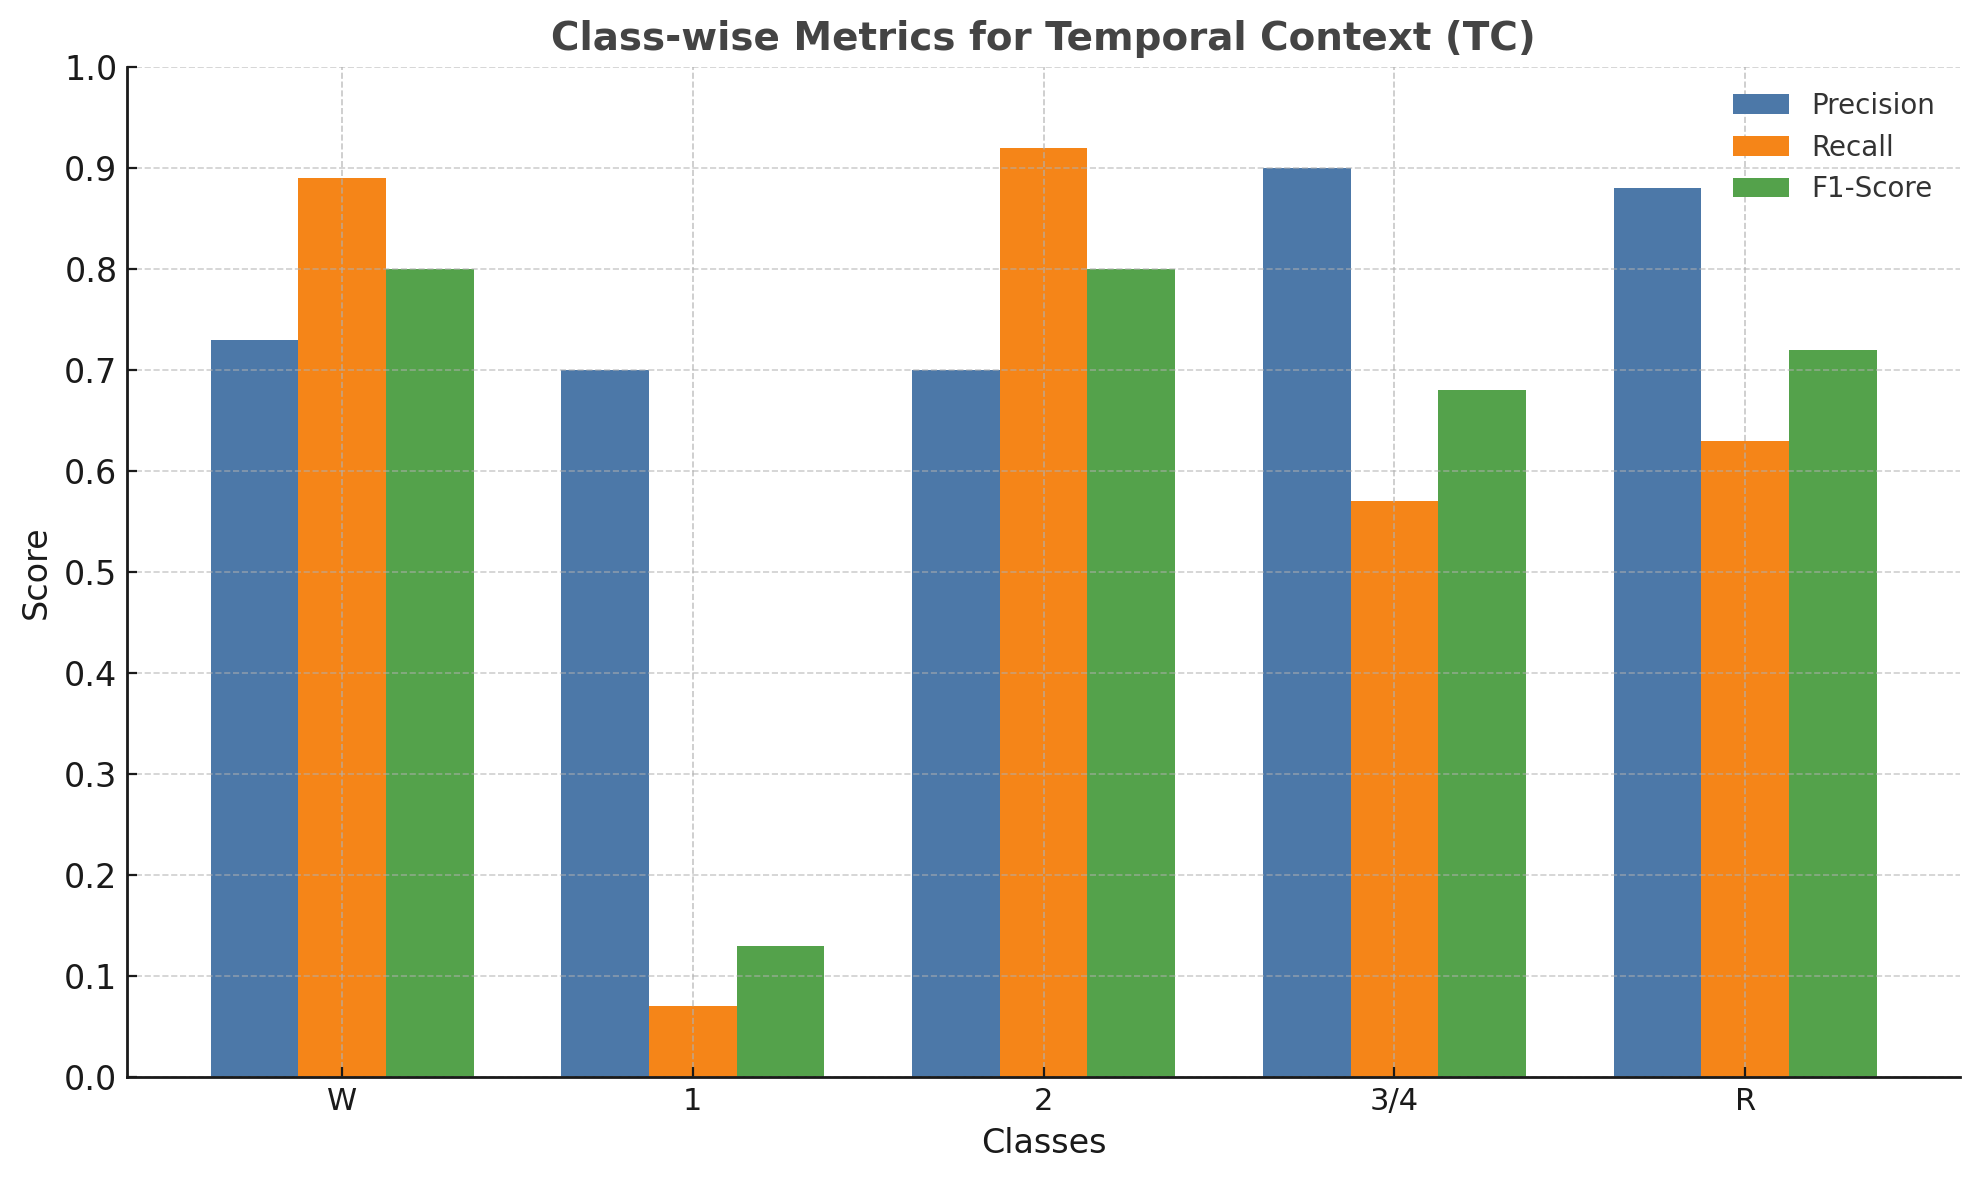 Class-wise Metrics for Temporal Context (TC)
1.0
0.9
0.8
0.7
0.6
0.5
0.4
0.3
0.2
0.1
0.0
Score
Precision
Recall
F1-Score
W
1
2
3/4
R
Classes